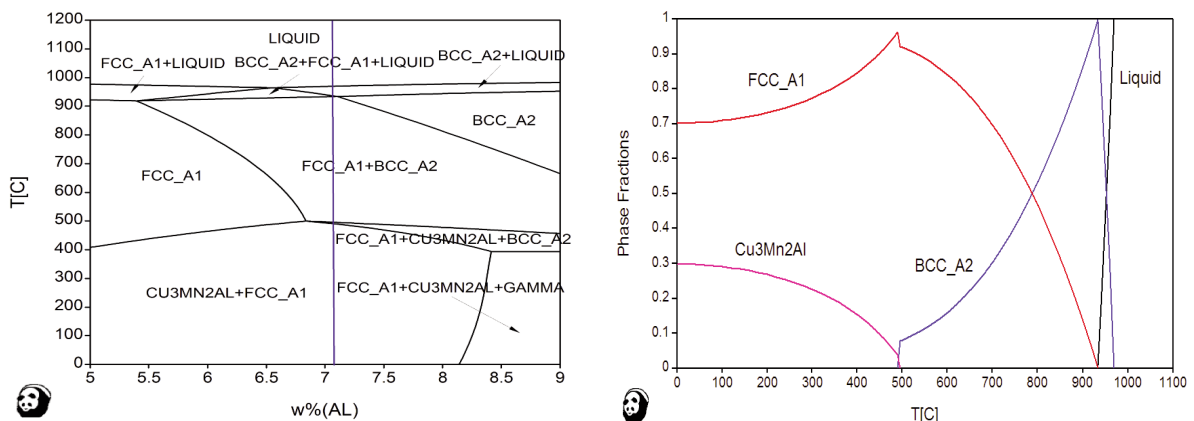 1200
1100
1000
900
800
700
600
500
400
300
200
100
0
T[C]
LIQUID
FCC_A1+LIQUID
BCC_A2+FCC_A1+LIQUID
BCC_A2+LIQUID
BCC_A2
FCC_A1
FCC_A1+BCC_A2
FCC_A1+CU3MN2AL+BCC_A2
CU3MN2AL+FCC_A1
FCC_A1+CU3MN2AL+GAMMA
5 5.5 6 6.5 7 7.5 8 8.5 9
w%(AL)
1
0.9
0.8
0.7
0.6
0.5
0.4
0.3
0.2
0.1
0
Phase Fractions
FCC_A1
Liquid
Cu3Mn2Al
BCC_A2
0 100 200 300 400 500 600 700 800 900 1000 1100
T[C]